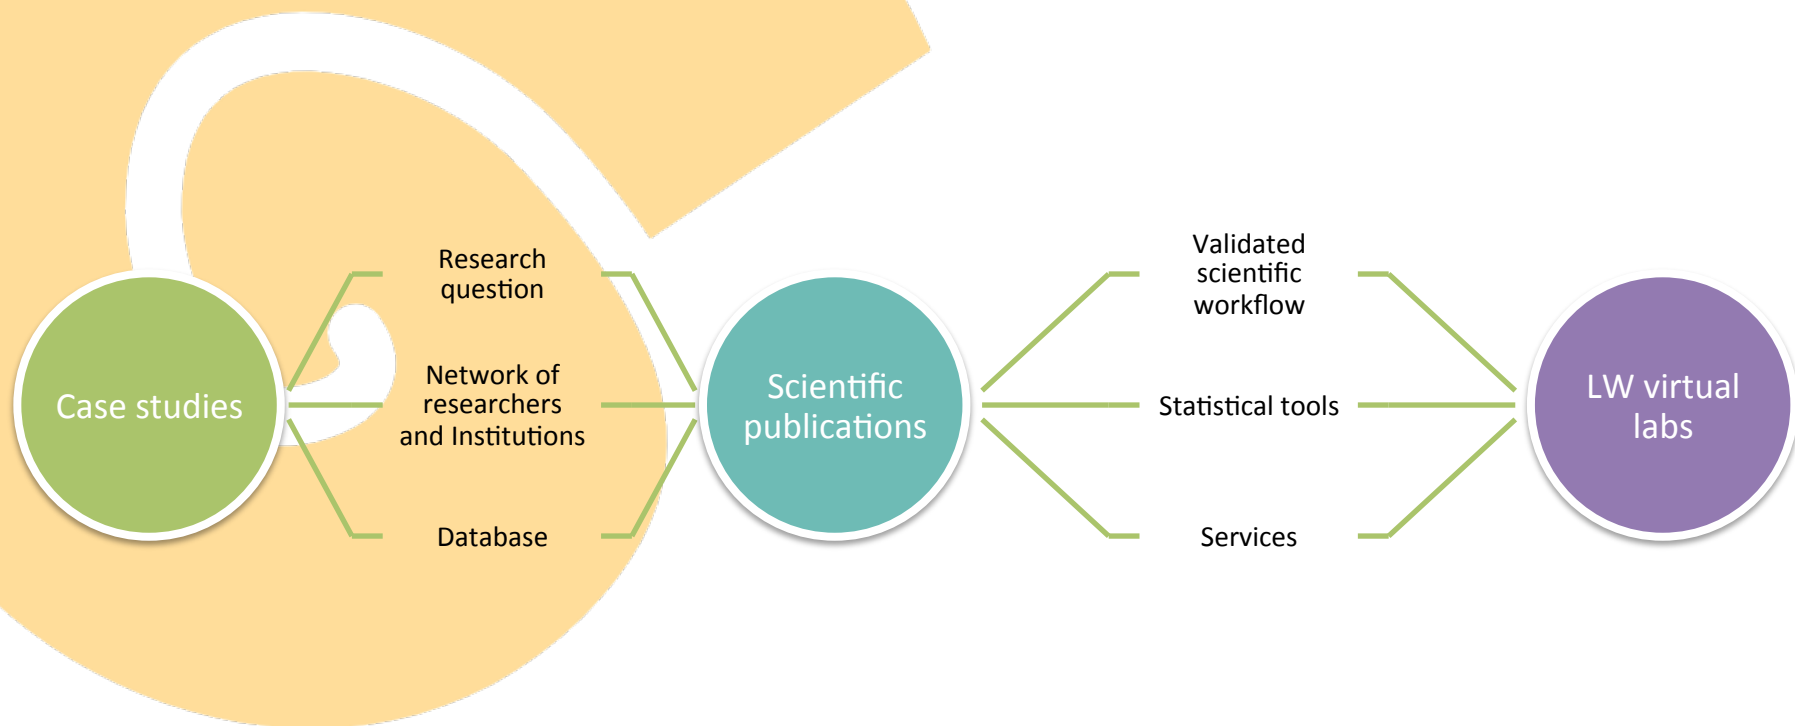 Case studies
Research
question
Network of
researchers
and Institutions
Database
Scientific
publications
Validated
scientific
workflow
Statistical tools
Services
LW virtual
labs